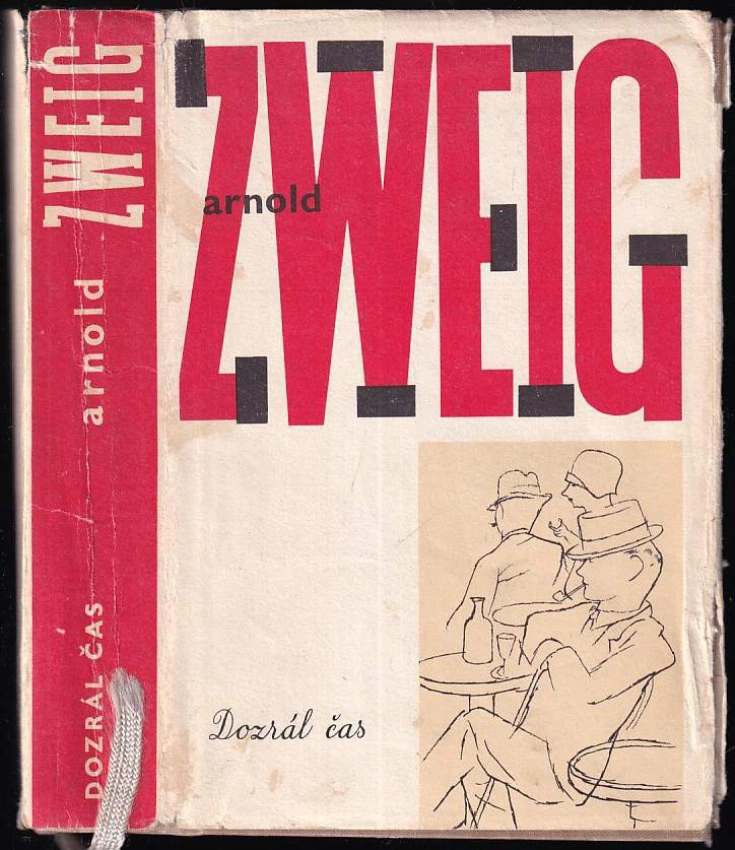 ZWEIG
arnold
DOZRÁL ČAS
ZWEIG
arnold
Dozrál čas